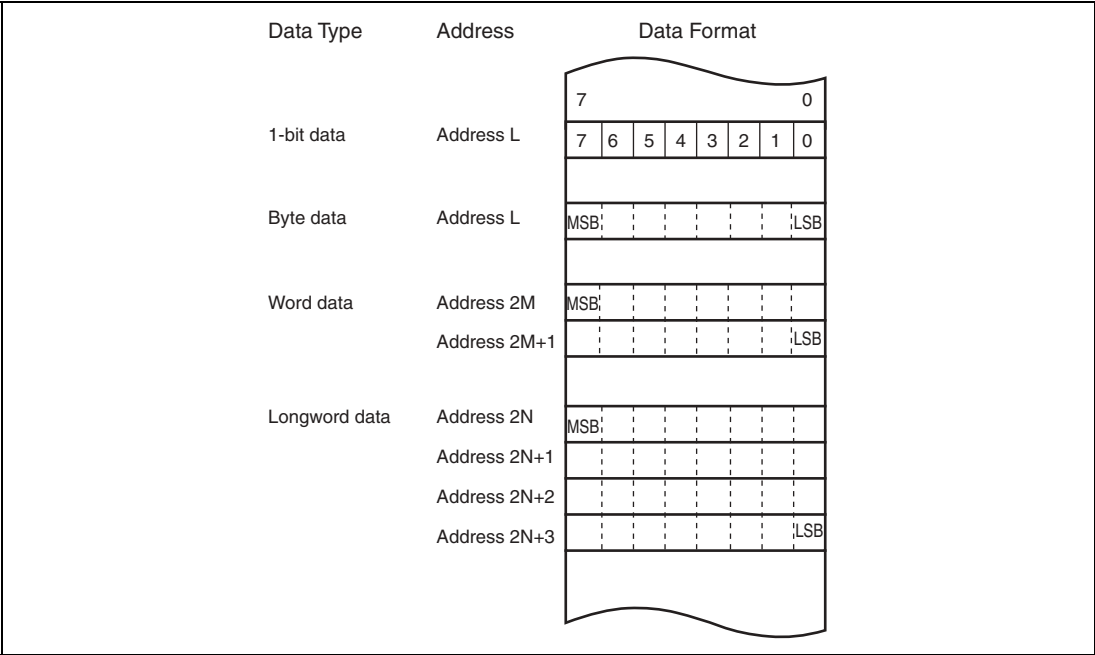 Data Type Address Data Format
7 0
1-bit data Address L 7 6 5 4 3 2 1 0
Byte data Address L MSB LSB
Word data Address 2M MSB
Address 2M+1 LSB
Longword data Address 2N MSB
Address 2N+1
Address 2N+2
Address 2N+3 LSB